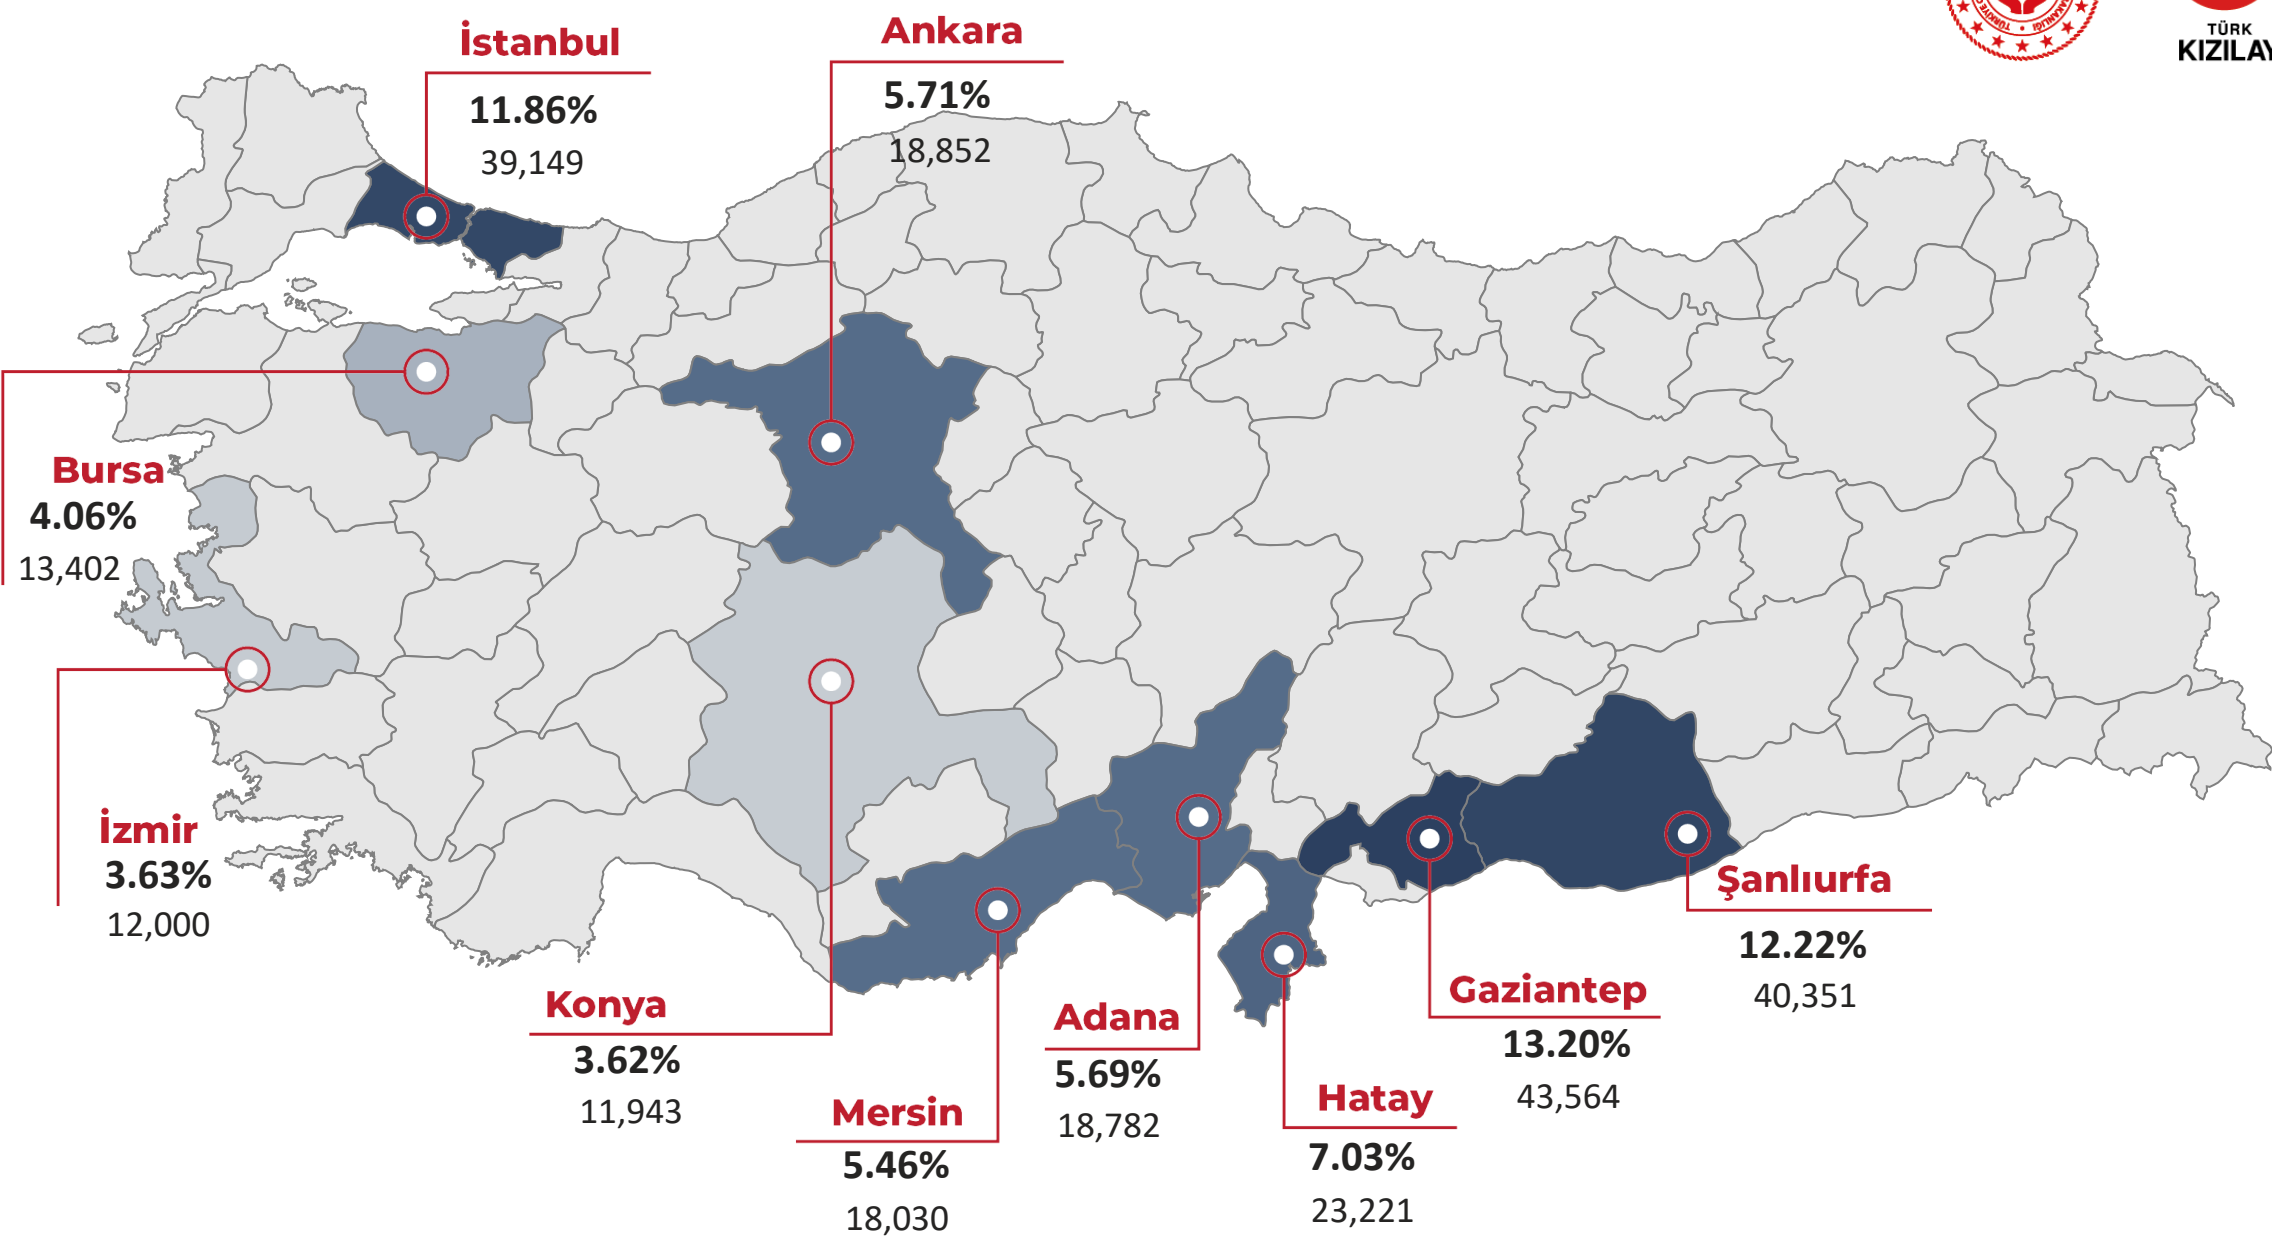 TÜRK
KIZILAY
İstanbul
11.86%
39,149
Ankara
5.71%
18,852
Bursa
4.06%
13,402
İzmir
3.63%
12,000
Konya
3.62%
11,943
Mersin
5.46%
18,030
Adana
5.69%
18,782
Hatay
7.03%
23,221
Gaziantep
13.20%
43,564
Şanlıurfa
12.22%
40,351